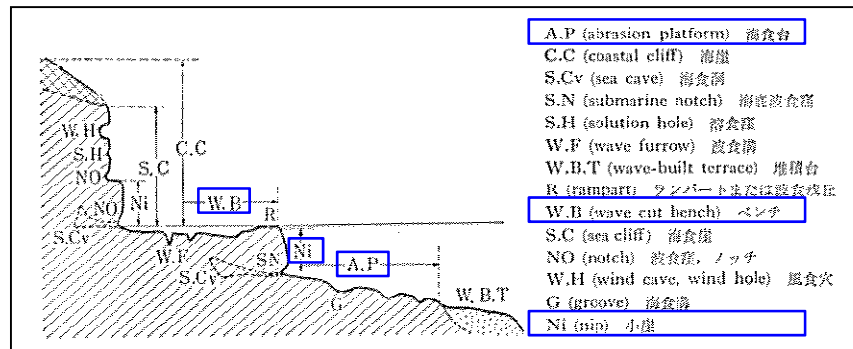 W.H
S.H
NO
NO
S.Cv
Ni
S.C
C.C
W.B
R
W.F
S.Cv
SN
Ni
A.P
G
W.B.T
A.P (abrasion platform) 海食台
C.C (coastal cliff) 海崖
S.Cv (sea cave) 海食洞
S.N (submarine notch) 海底波食窪
S.H (solution hole) 溶食窪
W.F (wave furrow) 波食溝
W.B.T (wave-built terrace) 堆積台
R (rampart) ランパートまたは波食残丘
W.B (wave cut bench) ベンチ
S.C (sea cliff) 海食崖
NO (notch) 波食窪，ノッチ
W.H (wind cave, wind hole) 風食穴
G (groove) 海食溝
Ni (nip) 小崖